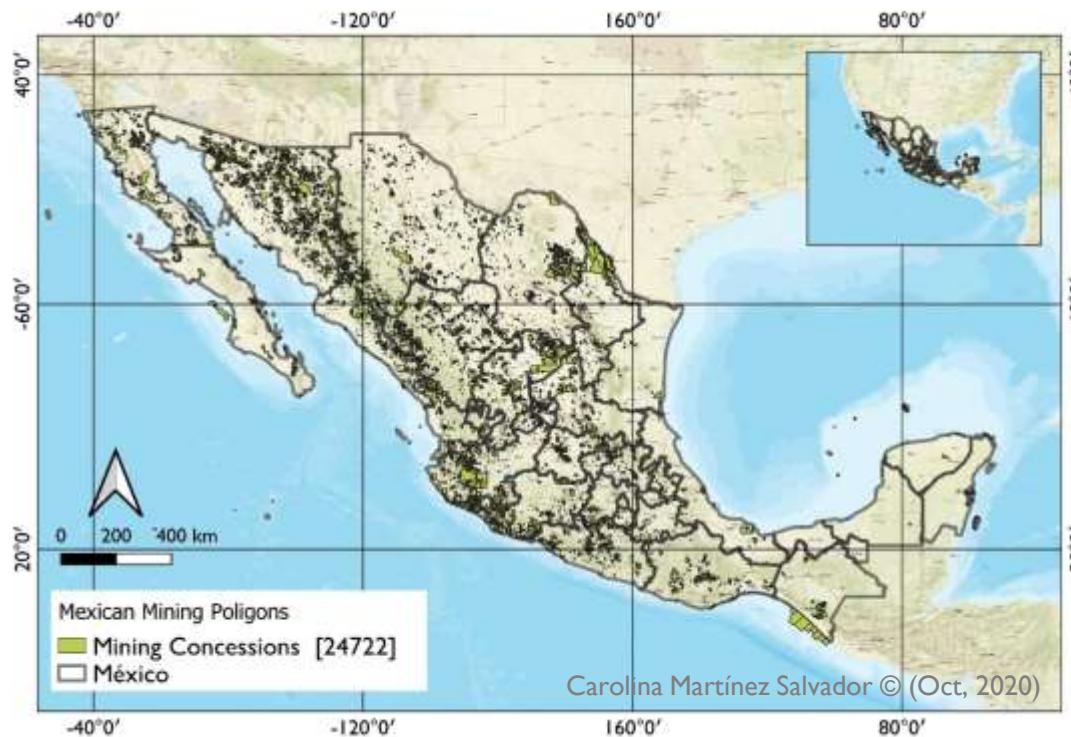 -40°0′ -120°0′ 160°0′ 80°0′
40°0′
-60°0′
20°0′
0 200 400 km
Mexican Mining Poligons
Mining Concessions [24722]
México
Carolina Martínez Salvador © (Oct, 2020)
-40°0′ -120°0′ 160°0′ 80°0′